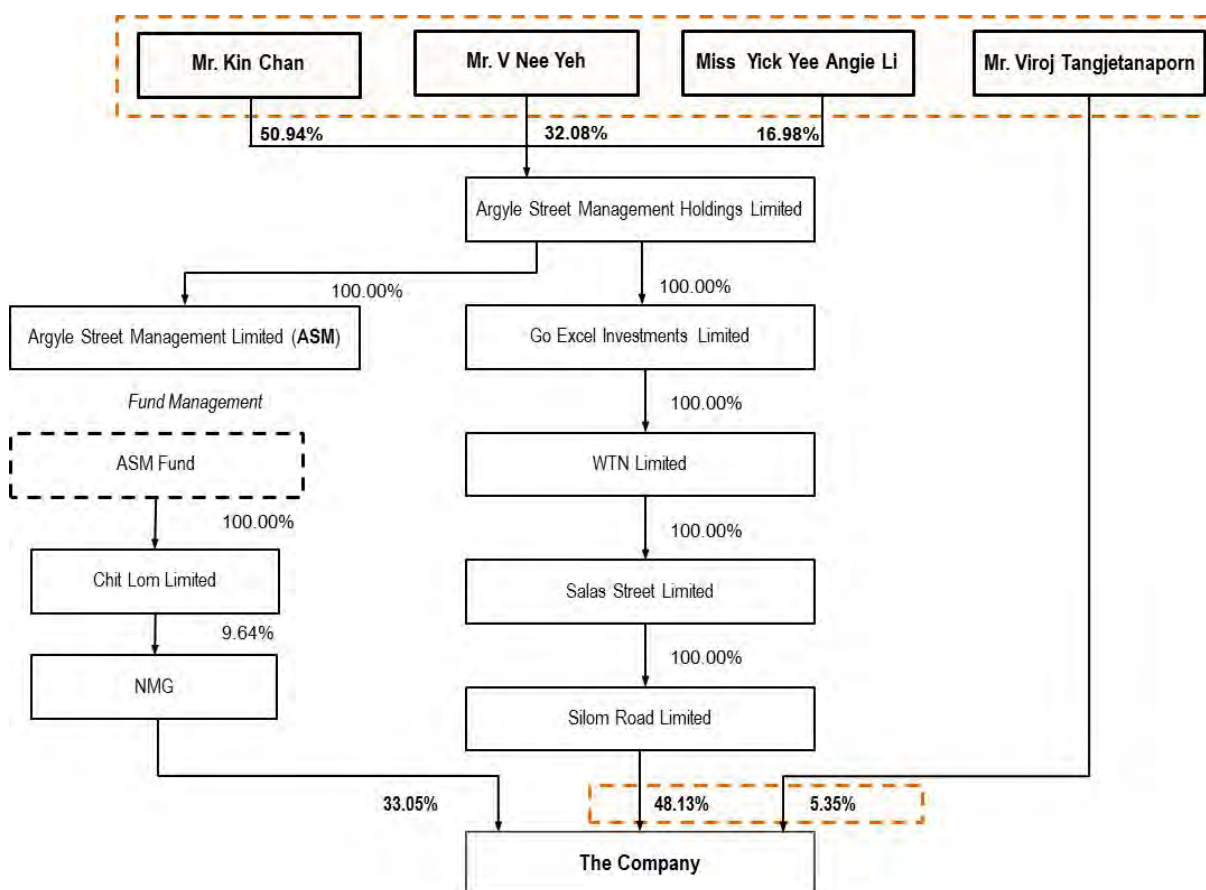 Mr. Kin Chan
Mr. V Nee Yeh
Miss Yick Yee Angie Li
Mr. Viroj Tangjetanaporn
50.94%
32.08%
16.98%
Argyle Street Management Holdings Limited
100.00%
100.00%
Argyle Street Management Limited (ASM)
Go Excel Investments Limited
Fund Management
100.00%
ASM Fund
WTN Limited
100.00%
100.00%
Chit Lom Limited
Salas Street Limited
9.64%
100.00%
NMG
Silom Road Limited
33.05%
48.13%
5.35%
The Company